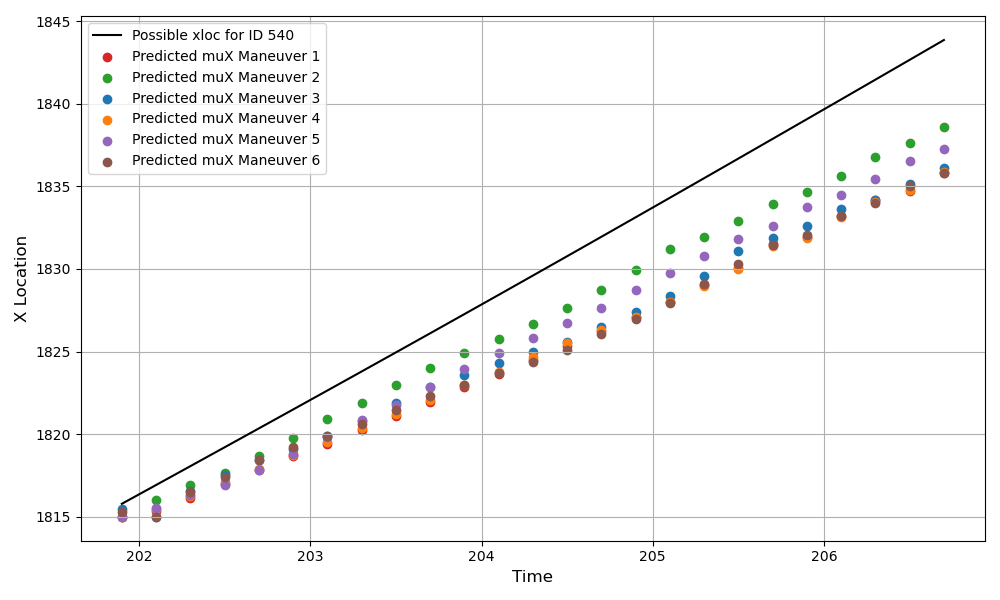 1845
1840
1835
1830
1825
1820
1815
X Location
Possible xloc for ID 540
Predicted muX Maneuver 1
Predicted muX Maneuver 2
Predicted muX Maneuver 3
Predicted muX Maneuver 4
Predicted muX Maneuver 5
Predicted muX Maneuver 6
202 203 204 205 206
Time